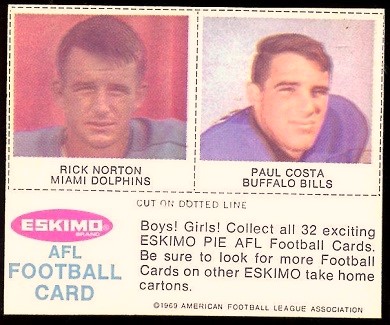 RICK NORTON
MIAMI DOLPHINS
PAUL COSTA
BUFFALO BILLS
CUT ON DOTTED LINE
ESKIMO
BRAND
AFL
FOOTBALL
CARD
Boys! Girls! Collect all 32 exciting
ESKIMO PIE AFL Football Cards.
Be sure to look for more Football
Cards on other ESKIMO take home
cartons.
©1969 AMERICAN FOOTBALL LEAGUE ASSOCIATION